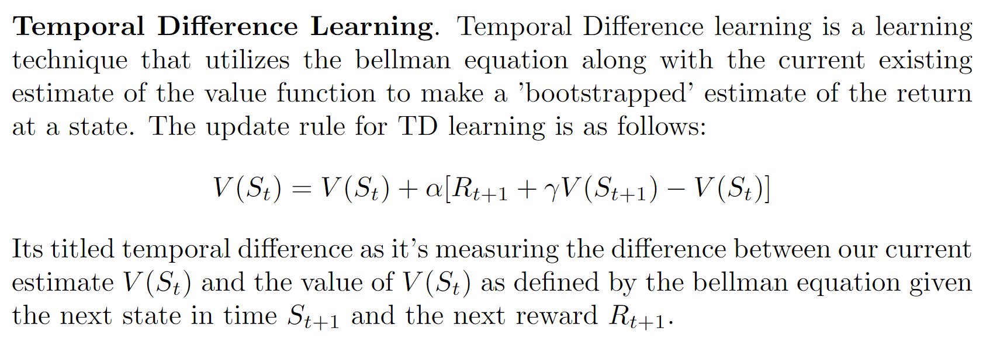 Temporal Difference Learning. Temporal Difference learning is a learning
technique that utilizes the bellman equation along with the current existing
estimate of the value function to make a ’bootstrapped’ estimate of the return
at a state. The update rule for TD learning is as follows:
V(S_t) = V(S_t) + α[R_{t+1} + γV(S_{t+1}) − V(S_t)]
Its titled temporal difference as it’s measuring the difference between our current
estimate V(S_t) and the value of V(S_t) as defined by the bellman equation given
the next state in time S_{t+1} and the next reward R_{t+1}.